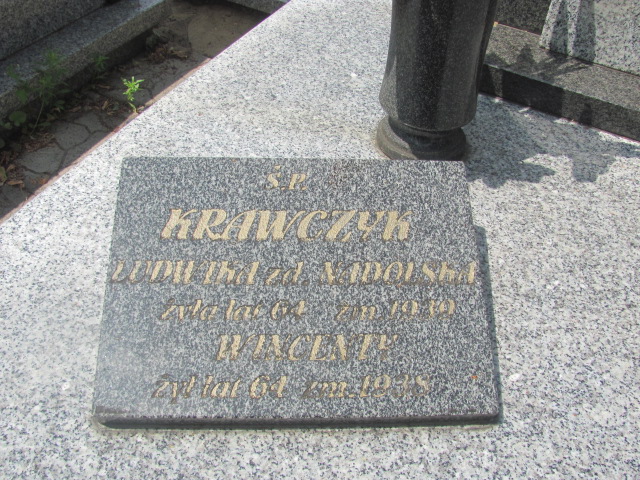 Ś.P.
KRAWCZYK
LUDWIKA zd. NADOLSKA
żyła lat 64 zm. 1939
WINCENTY
żył lat 64 zm. 1938